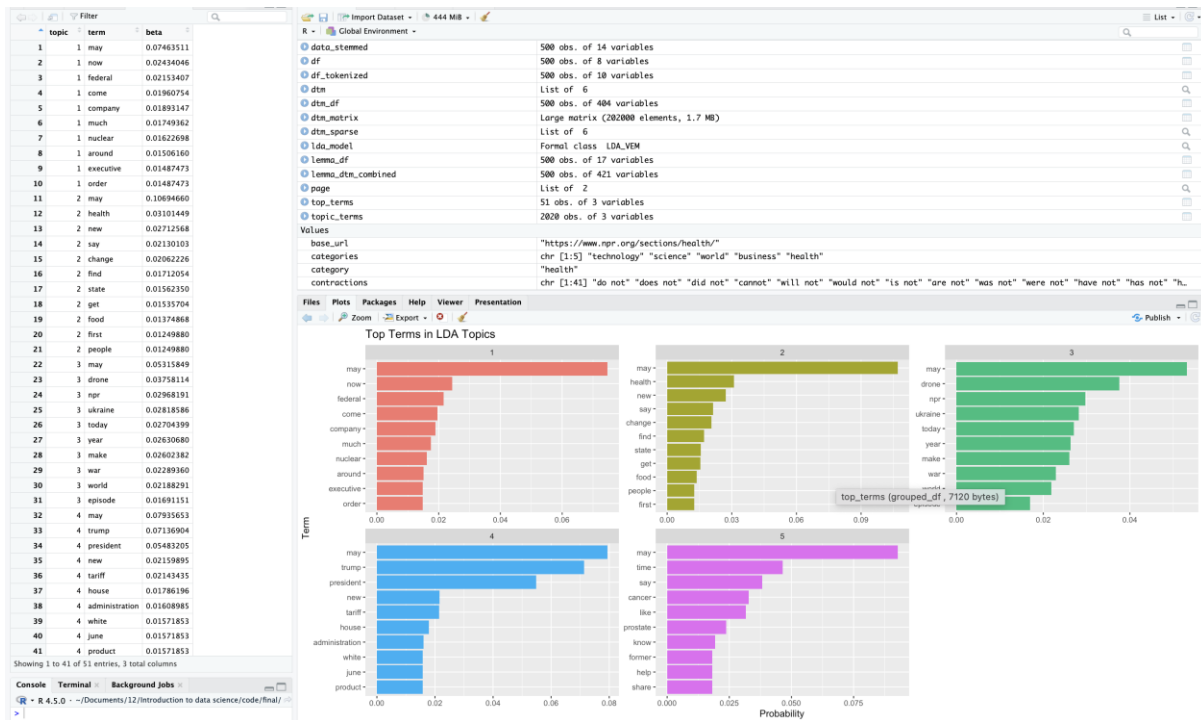 Filter
topic term beta
1 1 may 0.07463511
2 1 now 0.02434046
3 1 federal 0.02153407
4 1 come 0.01960754
5 1 company 0.01893147
6 1 much 0.01749362
7 1 nuclear 0.01622698
8 1 around 0.01506160
9 1 executive 0.01487473
10 1 order 0.01487473
11 2 may 0.10694660
12 2 health 0.03101449
13 2 new 0.02712568
14 2 say 0.02130103
15 2 change 0.02062226
16 2 find 0.01712054
17 2 state 0.01562350
18 2 get 0.01535704
19 2 food 0.01374868
20 2 first 0.01249880
21 2 people 0.01249880
22 3 may 0.05315849
23 3 drone 0.03758114
24 3 npr 0.02968191
25 3 ukraine 0.02818586
26 3 today 0.02704399
27 3 year 0.02630680
28 3 make 0.02602382
29 3 war 0.02289360
30 3 world 0.02188291
31 3 episode 0.01691151
32 4 may 0.07935653
33 4 trump 0.07136904
34 4 president 0.05483205
35 4 new 0.02159895
36 4 tariff 0.02143435
37 4 house 0.01786196
38 4 administration 0.01608985
39 4 white 0.01571853
40 4 june 0.01571853
41 4 product 0.01571853
Showing 1 to 41 of 51 entries, 3 total columns
Console Terminal Background Jobs
R 4.5.0 · ~/Documents/12/Introduction to data science/code/final/
>
Import Dataset 444 MiB List
R Global Environment
data_stemmed 500 obs. of 14 variables
df 500 obs. of 8 variables
df_tokenized 500 obs. of 10 variables
dtm List of 6
dtm_df 500 obs. of 404 variables
dtm_matrix Large matrix (202000 elements, 1.7 MB)
dtm_sparse List of 6
lda_model Formal class LDA_VEM
lemma_df 500 obs. of 17 variables
lemma_dtm_combined 500 obs. of 421 variables
page List of 2
top_terms 51 obs. of 3 variables
topic_terms 2020 obs. of 3 variables
Values
base_url "https://www.npr.org/sections/health/"
categories chr [1:5] "technology" "science" "world" "business" "health"
category "health"
contractions chr [1:41] "do not" "does not" "did not" "cannot" "will not" "would not" "is not" "are not" "was not" "were not" "have not" "has not" "h…
Files Plots Packages Help Viewer Presentation
Zoom Export Publish
Top Terms in LDA Topics
Term
1
may
now
federal
come
company
much
nuclear
around
executive
order
0.00 0.02 0.04 0.06
2
may
health
new
say
change
find
state
get
food
people
first
0.00 0.03 0.06 0.09
3
may
drone
npr
ukraine
today
year
make
war
world
episode
top_terms (grouped_df , 7120 bytes)
0.00 0.02 0.04
4
may
trump
president
new
tariff
house
administration
white
june
product
0.00 0.02 0.04 0.06 0.08
5
may
time
say
cancer
like
prostate
know
former
help
share
0.000 0.025 0.050 0.075
Probability